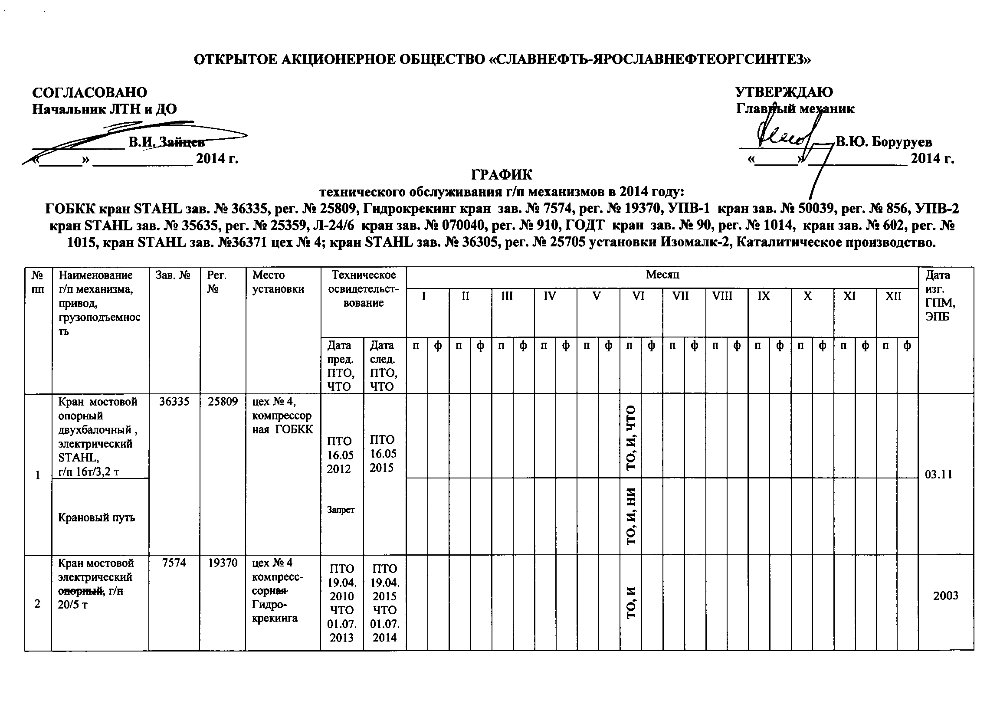 ОТКРЫТОЕ АКЦИОНЕРНОЕ ОБЩЕСТВО «СЛАВНЕФТЬ-ЯРОСЛАВНЕФТЕОРГСИНТЕЗ»
СОГЛАСОВАНО
Начальник ЛТН и ДО
В.И. Зайцев
«______» ______________ 2014 г.
УТВЕРЖДАЮ
Главный механик
В.Ю. Боруруев
«______» ______________ 2014 г.
ГРАФИК
технического обслуживания г/п механизмов в 2014 году:
ГОБКК кран STAHL зав. № 36335, рег. № 25809, Гидрокрекинг кран зав. № 7574, рег. № 19370, УПВ-1 кран зав. № 50039, рег. № 856, УПВ-2
кран STAHL зав. № 35635, рег. № 25359, Л-24/6 кран зав. № 070040, рег. № 910, ГОДТ кран зав. № 90, рег. № 1014, кран зав. № 602, рег. №
1015, кран STAHL зав. №36371 цех № 4; кран STAHL зав. № 36305, рег. № 25705 установки Изомалк-2, Каталитическое производство.
№
пп
Наименование
г/п механизма,
привод,
грузоподъемнос
ть
Зав. №
Рег.
№
Место
установки
Техническое
освидетельст-
вование
Месяц
Дата
изг.
ГПМ,
ЭПБ
I II III IV V VI VII VIII IX X XI XII
Дата
пред.
ПТО,
ЧТО
Дата
след.
ПТО,
ЧТО
п ф п ф п ф п ф п ф п ф п ф п ф п ф п ф п ф п ф
1
Кран мостовой
опорный
двухбалочный ,
электрический
STAHL,
г/п 16т/3,2 т
36335
25809
цех № 4,
компрессор
ная ГОБКК
ПТО
16.05
2012
Запрет
ПТО
16.05
2015
ТО, И, ЧТО
03.11
Крановый путь
ТО, И, НИ
2
Кран мостовой
электрический
опорный, г/п
20/5 т
7574
19370
цех № 4
компресс-
сорная
Гидро-
крекинга
ПТО
19.04.
2010
ЧТО
01.07.
2013
ПТО
19.04.
2015
ЧТО
01.07.
2014
ТО, И
2003